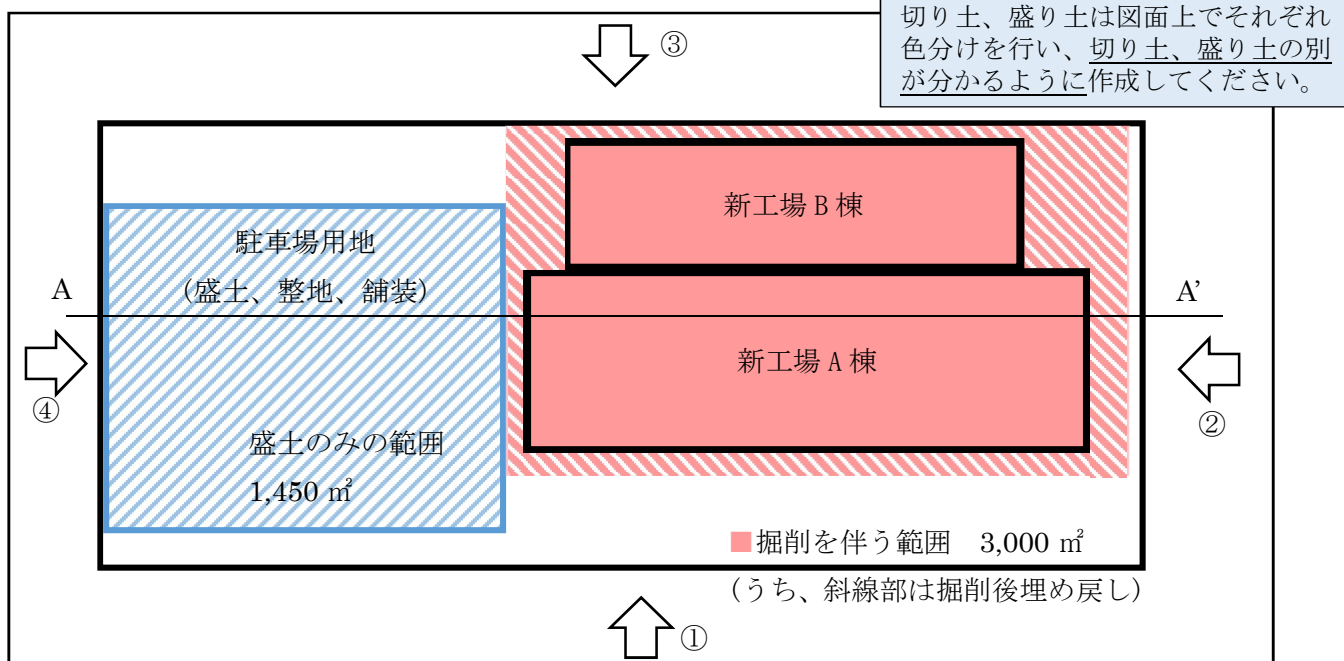 切り土、盛り土は図面上でそれぞれ
色分けを行い、切り土、盛り土の別
が分かるように作成してください。
③
新工場 B 棟
駐車場用地
(盛土、整地、舗装)
A
A’
新工場 A 棟
④
②
盛土のみの範囲
1,450 ㎡
■掘削を伴う範囲 3,000 ㎡
(うち、斜線部は掘削後埋め戻し)
①